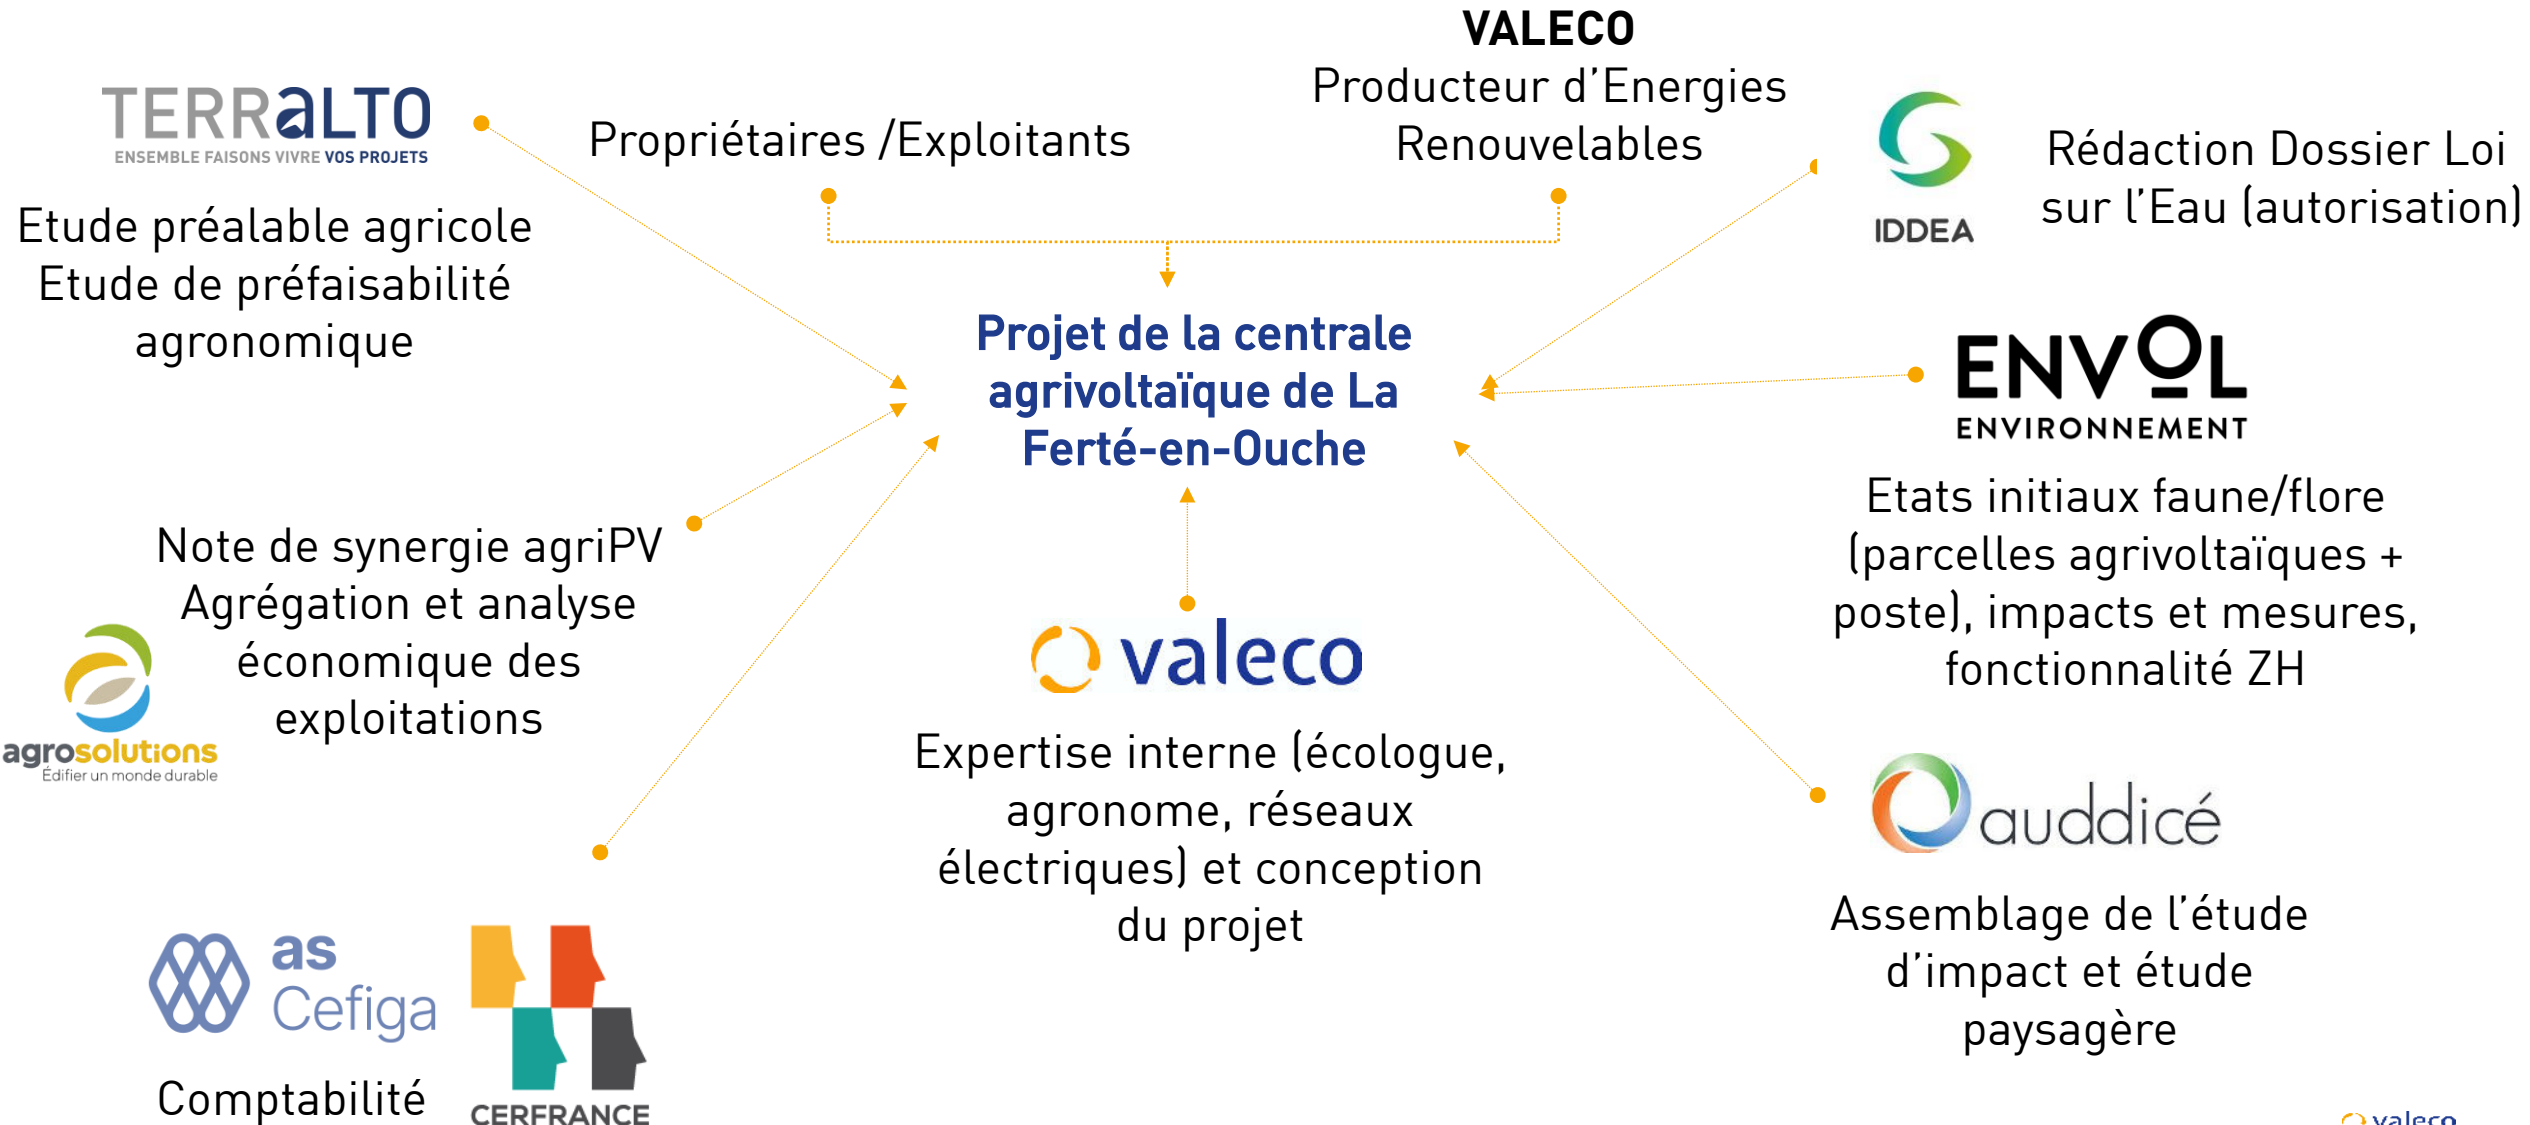 VALECO
Producteur d’Energies
Renouvelables
Propriétaires /Exploitants
TERRALTO
ENSEMBLE FAISONS VIVRE VOS PROJETS
Etude préalable agricole
Etude de préfaisabilité
agronomique
IDDEA
Rédaction Dossier Loi
sur l’Eau (autorisation)
Projet de la centrale
agrivoltaïque de La
Ferté-en-Ouche
ENVOL
ENVIRONNEMENT
Etats initiaux faune/flore
(parcelles agrivoltaïques +
poste), impacts et mesures,
fonctionnalité ZH
Note de synergie agriPV
Agrégation et analyse
économique des
exploitations
agrosolutions
Édifier un monde durable
valeco
Expertise interne (écologue,
agronome, réseaux
électriques) et conception
du projet
auddicé
Assemblage de l’étude
d’impact et étude
paysagère
as
Cefiga
Comptabilité
CERFRANCE
valeco